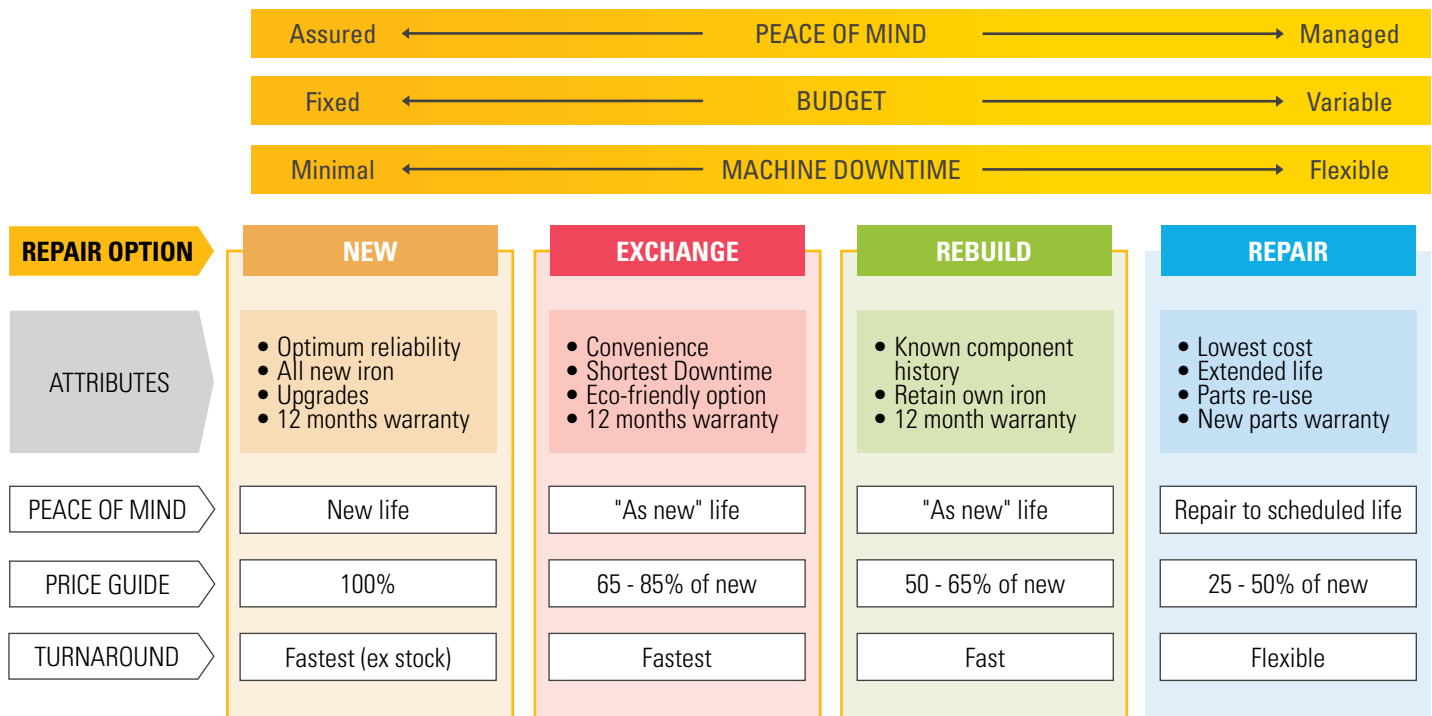 Assured PEACE OF MIND Managed
Fixed BUDGET Variable
Minimal MACHINE DOWNTIME Flexible
REPAIR OPTION NEW EXCHANGE REBUILD REPAIR
ATTRIBUTES
• Optimum reliability
• All new iron
• Upgrades
• 12 months warranty
• Convenience
• Shortest Downtime
• Eco-friendly option
• 12 months warranty
• Known component
history
• Retain own iron
• 12 month warranty
• Lowest cost
• Extended life
• Parts re-use
• New parts warranty
PEACE OF MIND New life "As new" life "As new" life Repair to scheduled life
PRICE GUIDE 100% 65 - 85% of new 50 - 65% of new 25 - 50% of new
TURNAROUND Fastest (ex stock) Fastest Fast Flexible